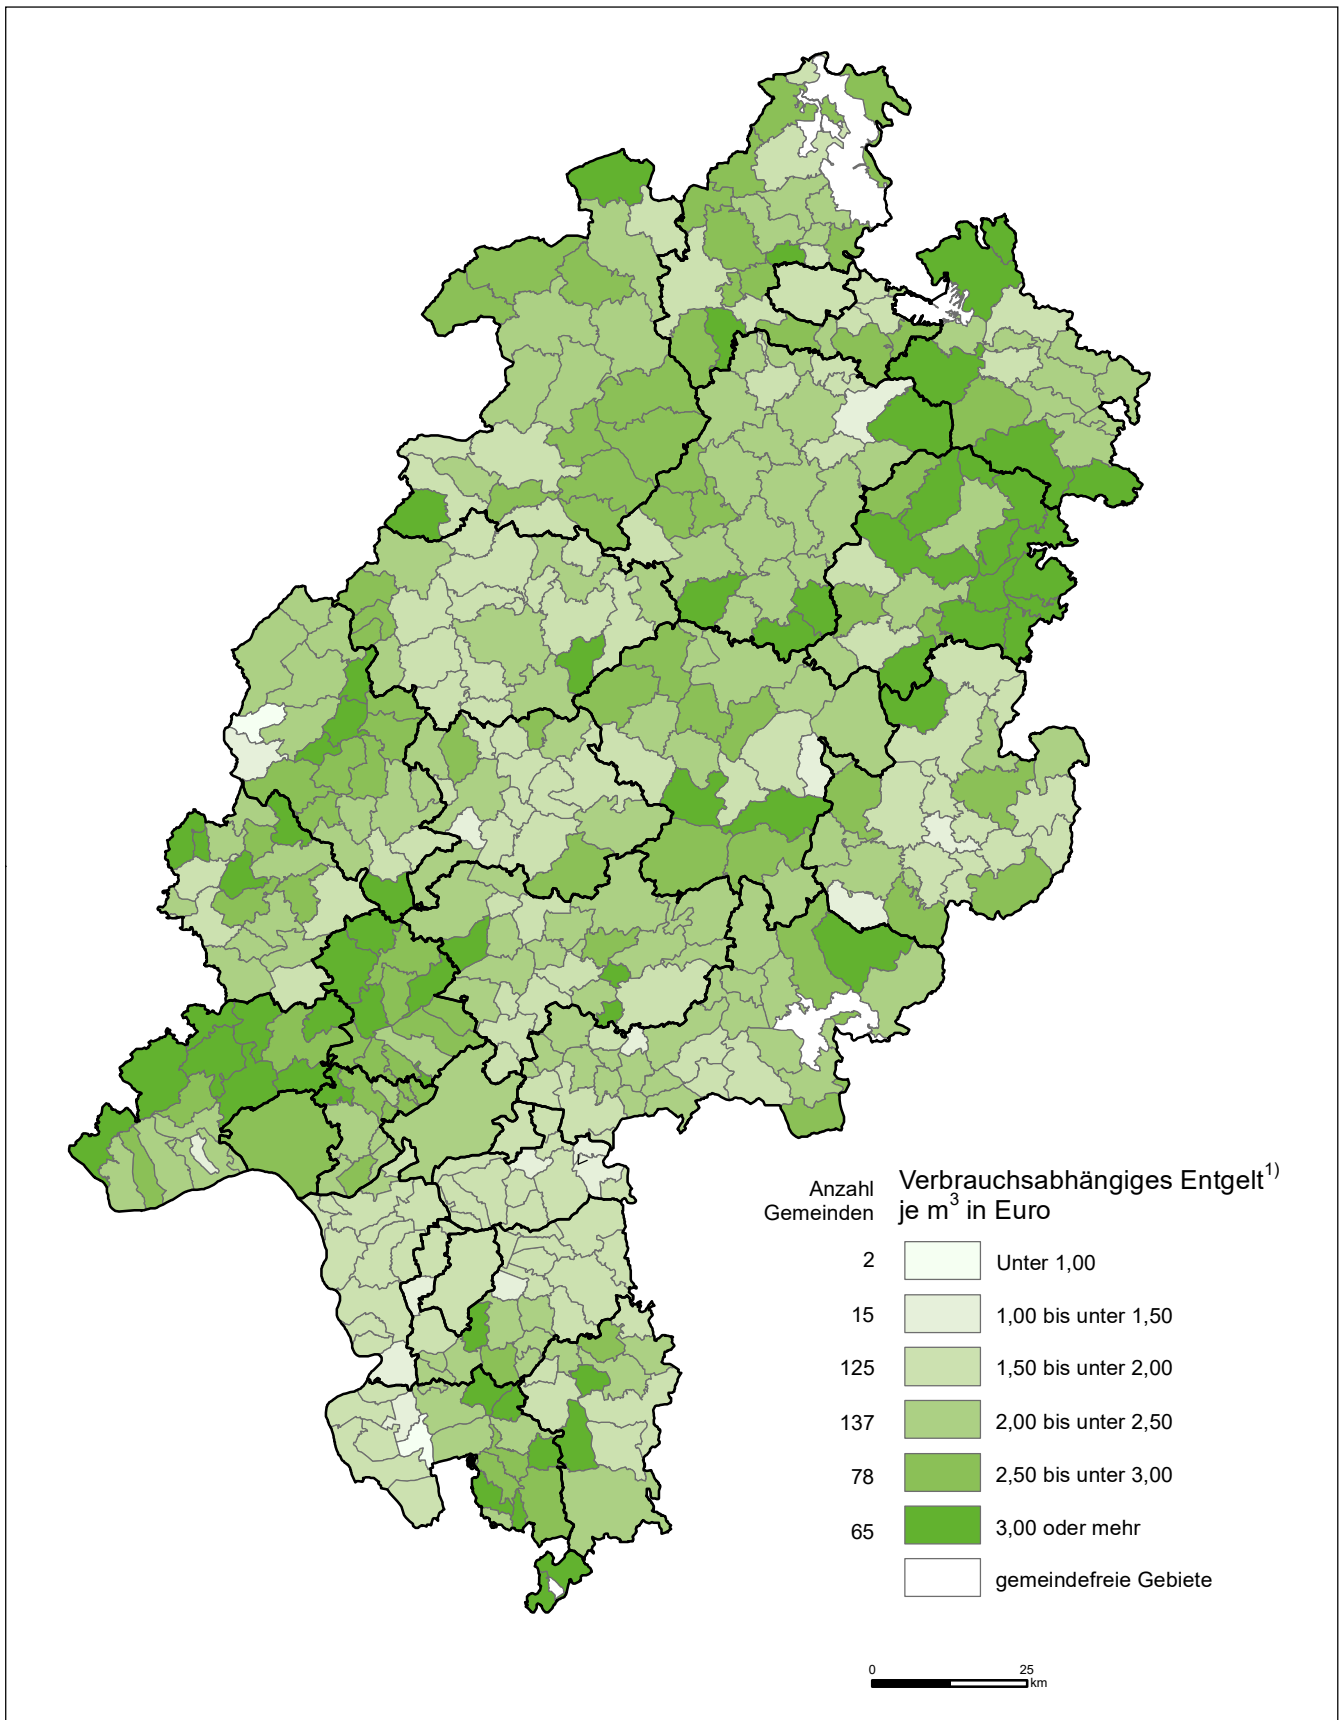 Anzahl
Gemeinden
Verbrauchsabhängiges Entgelt¹⁾
je m³ in Euro
2 Unter 1,00
15 1,00 bis unter 1,50
125 1,50 bis unter 2,00
137 2,00 bis unter 2,50
78 2,50 bis unter 3,00
65 3,00 oder mehr
gemeindefreie Gebiete
0 25
km